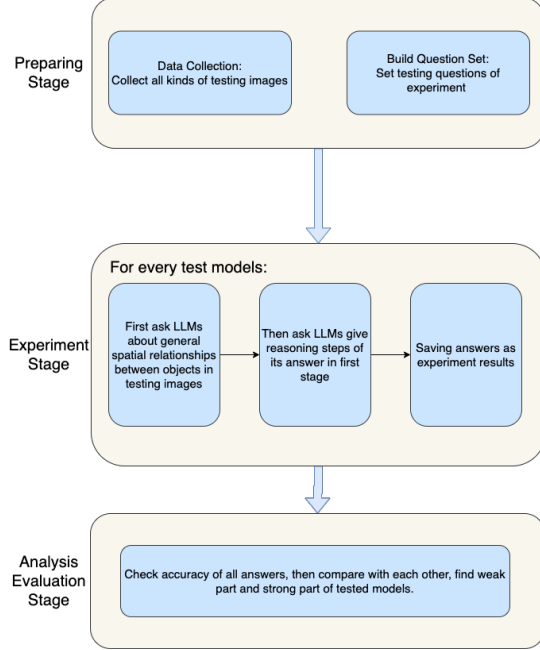 Preparing
Stage
Data Collection:
Collect all kinds of testing images
Build Question Set:
Set testing questions of
experiment
Experiment
Stage
For every test models:
First ask LLMs
about general
spatial relationships
between objects in
testing images
Then ask LLMs give
reasoning steps of
its answer in first
stage
Saving answers as
experiment results
Analysis
Evaluation
Stage
Check accuracy of all answers, then compare with each other, find weak
part and strong part of tested models.